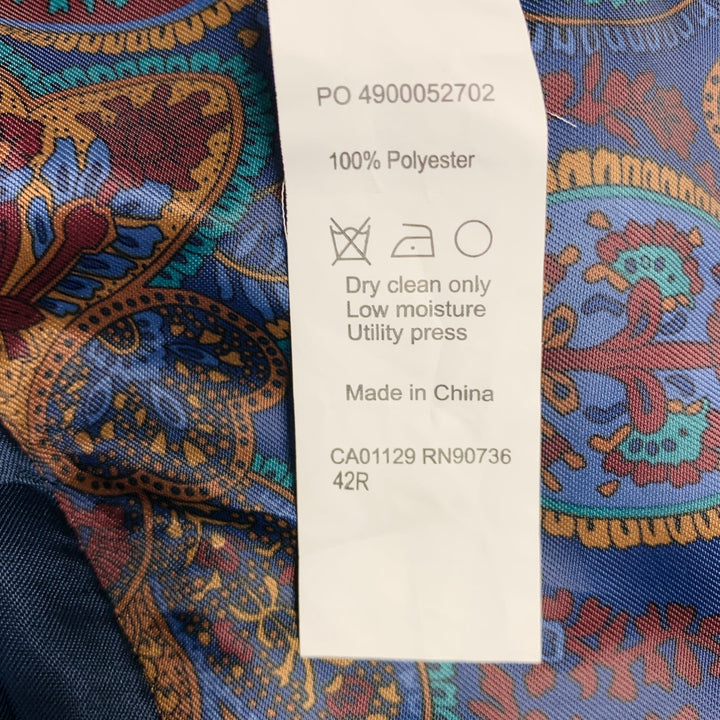 PO 4900052702
100% Polyester
Dry clean only
Low moisture
Utility press
Made in China
CA01129 RN90736
42R